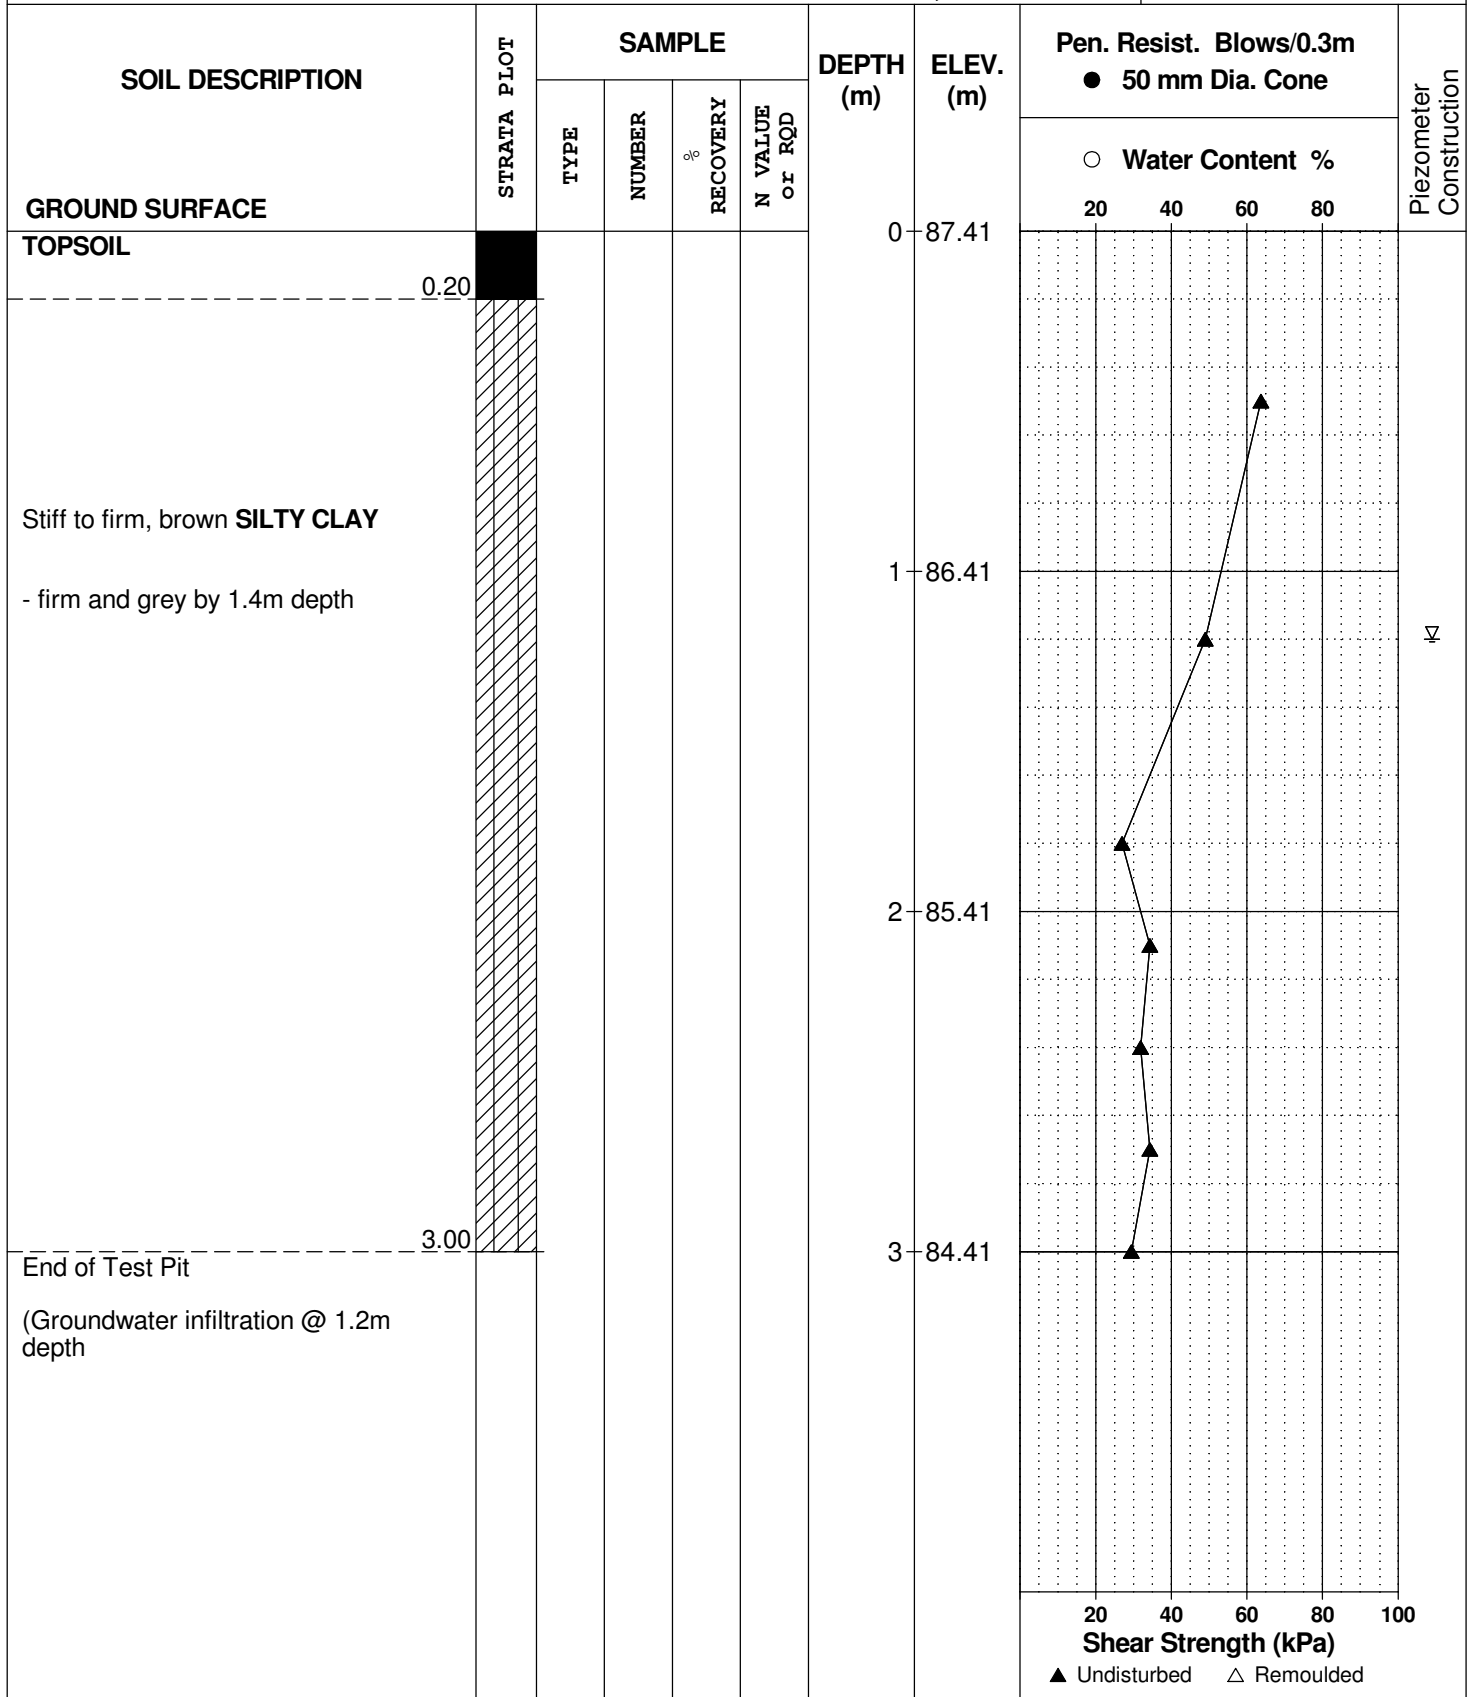 SOIL DESCRIPTION
GROUND SURFACE
STRATA PLOT
SAMPLE
TYPE
NUMBER
%
RECOVERY
N VALUE
or RQD
DEPTH
(m)
ELEV.
(m)
Pen. Resist. Blows/0.3m
● 50 mm Dia. Cone
○ Water Content %
20 40 60 80
Piezometer
Construction
TOPSOIL
0.20
0 87.41
Stiff to firm, brown SILTY CLAY
1 86.41
- firm and grey by 1.4m depth
2 85.41
3.00
3 84.41
End of Test Pit
(Groundwater infiltration @ 1.2m
depth
20 40 60 80 100
Shear Strength (kPa)
▲ Undisturbed △ Remoulded